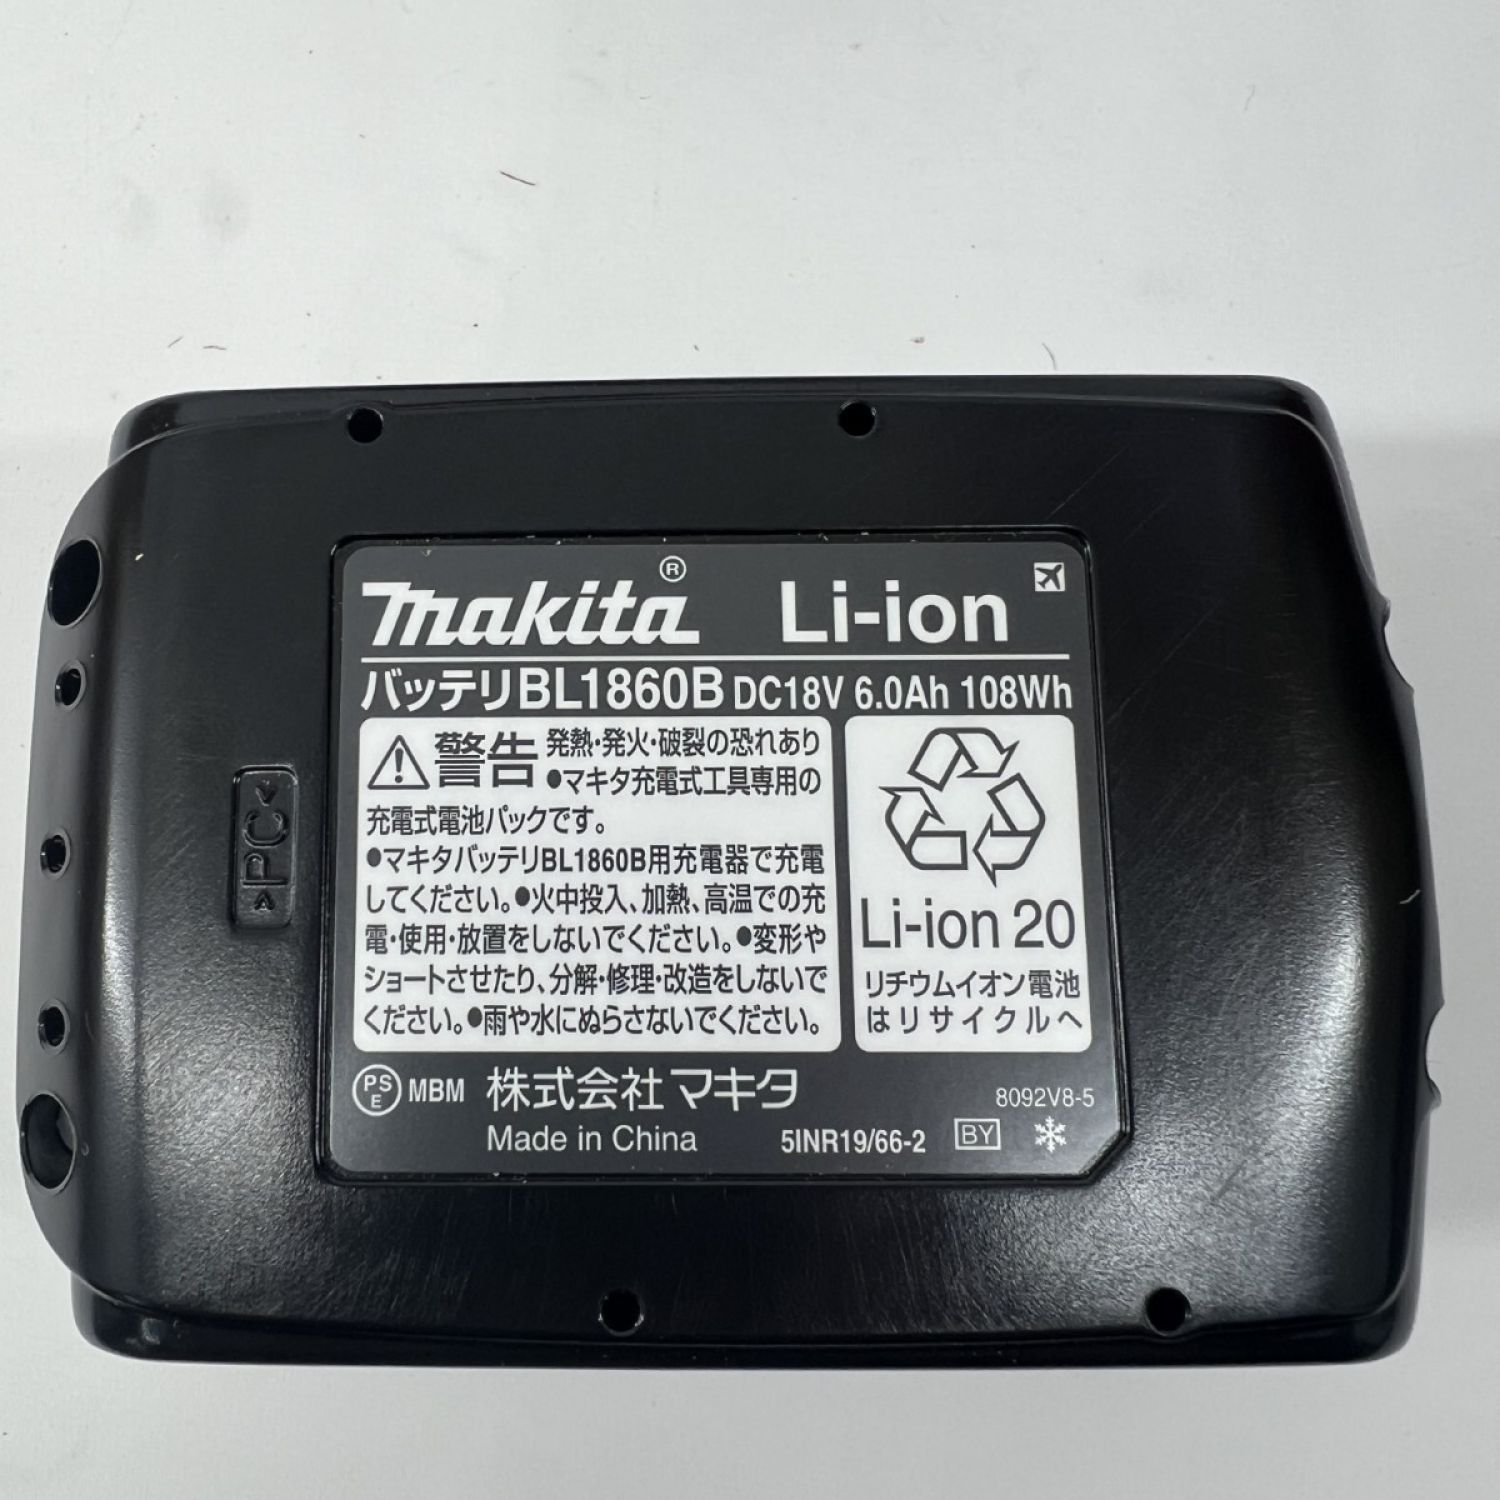 makita® Li-ion
バッテリBL1860B DC18V 6.0Ah 108Wh
警告 発熱・発火・破裂の恐れあり
●マキタ充電式工具専用の
充電式電池パックです。
●マキタバッテリBL1860B用充電器で充電
してください。●火中投入、加熱、高温での充
電・使用・放置をしないでください。●変形や
ショートさせたり、分解・修理・改造をしないで
ください。●雨や水にぬらさないでください。
Li-ion 20
リチウムイオン電池
はリサイクルへ
PSE MBM 株式会社マキタ 8092V8-5
Made in China 5INR19/66-2 BY
>PC<